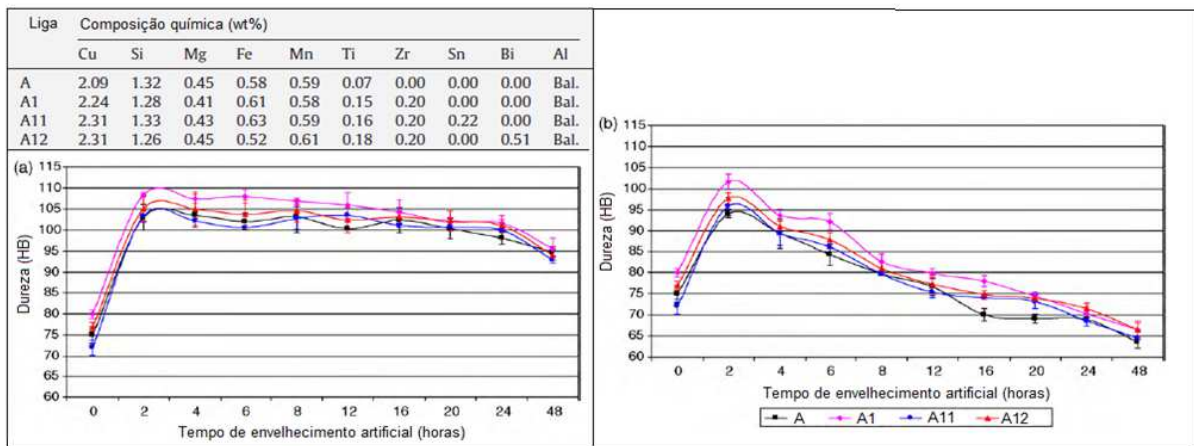 Liga Composição química (wt%)
Cu Si Mg Fe Mn Ti Zr Sn Bi Al
A 2.09 1.32 0.45 0.58 0.59 0.07 0.00 0.00 0.00 Bal.
A1 2.24 1.28 0.41 0.61 0.58 0.15 0.20 0.00 0.00 Bal.
A11 2.31 1.33 0.43 0.63 0.59 0.16 0.20 0.22 0.00 Bal.
A12 2.31 1.26 0.45 0.52 0.61 0.18 0.20 0.00 0.51 Bal.
(a)
115
110
105
100
95
90
85
80
75
70
65
60
Dureza (HB)
0 2 4 6 8 12 16 20 24 48
Tempo de envelhecimento artificial (horas)
(b)
115
110
105
100
95
90
85
80
75
70
65
60
Dureza (HB)
0 2 4 6 8 12 16 20 24 48
Tempo de envelhecimento artificial (horas)
A A1 A11 A12